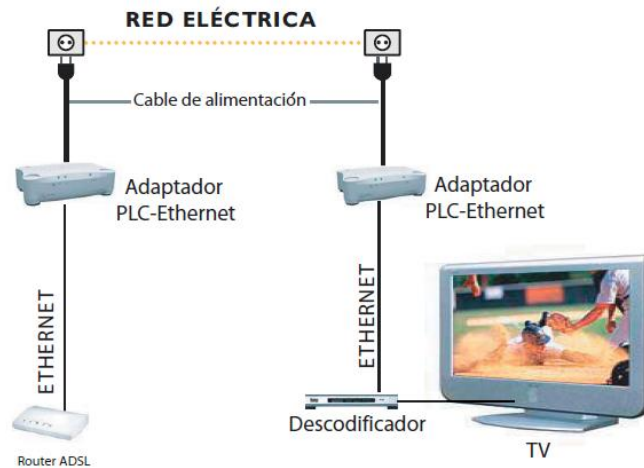 RED ELÉCTRICA
Cable de alimentación
Adaptador
PLC-Ethernet
Adaptador
PLC-Ethernet
ETHERNET
ETHERNET
Descodificador
TV
Router ADSL